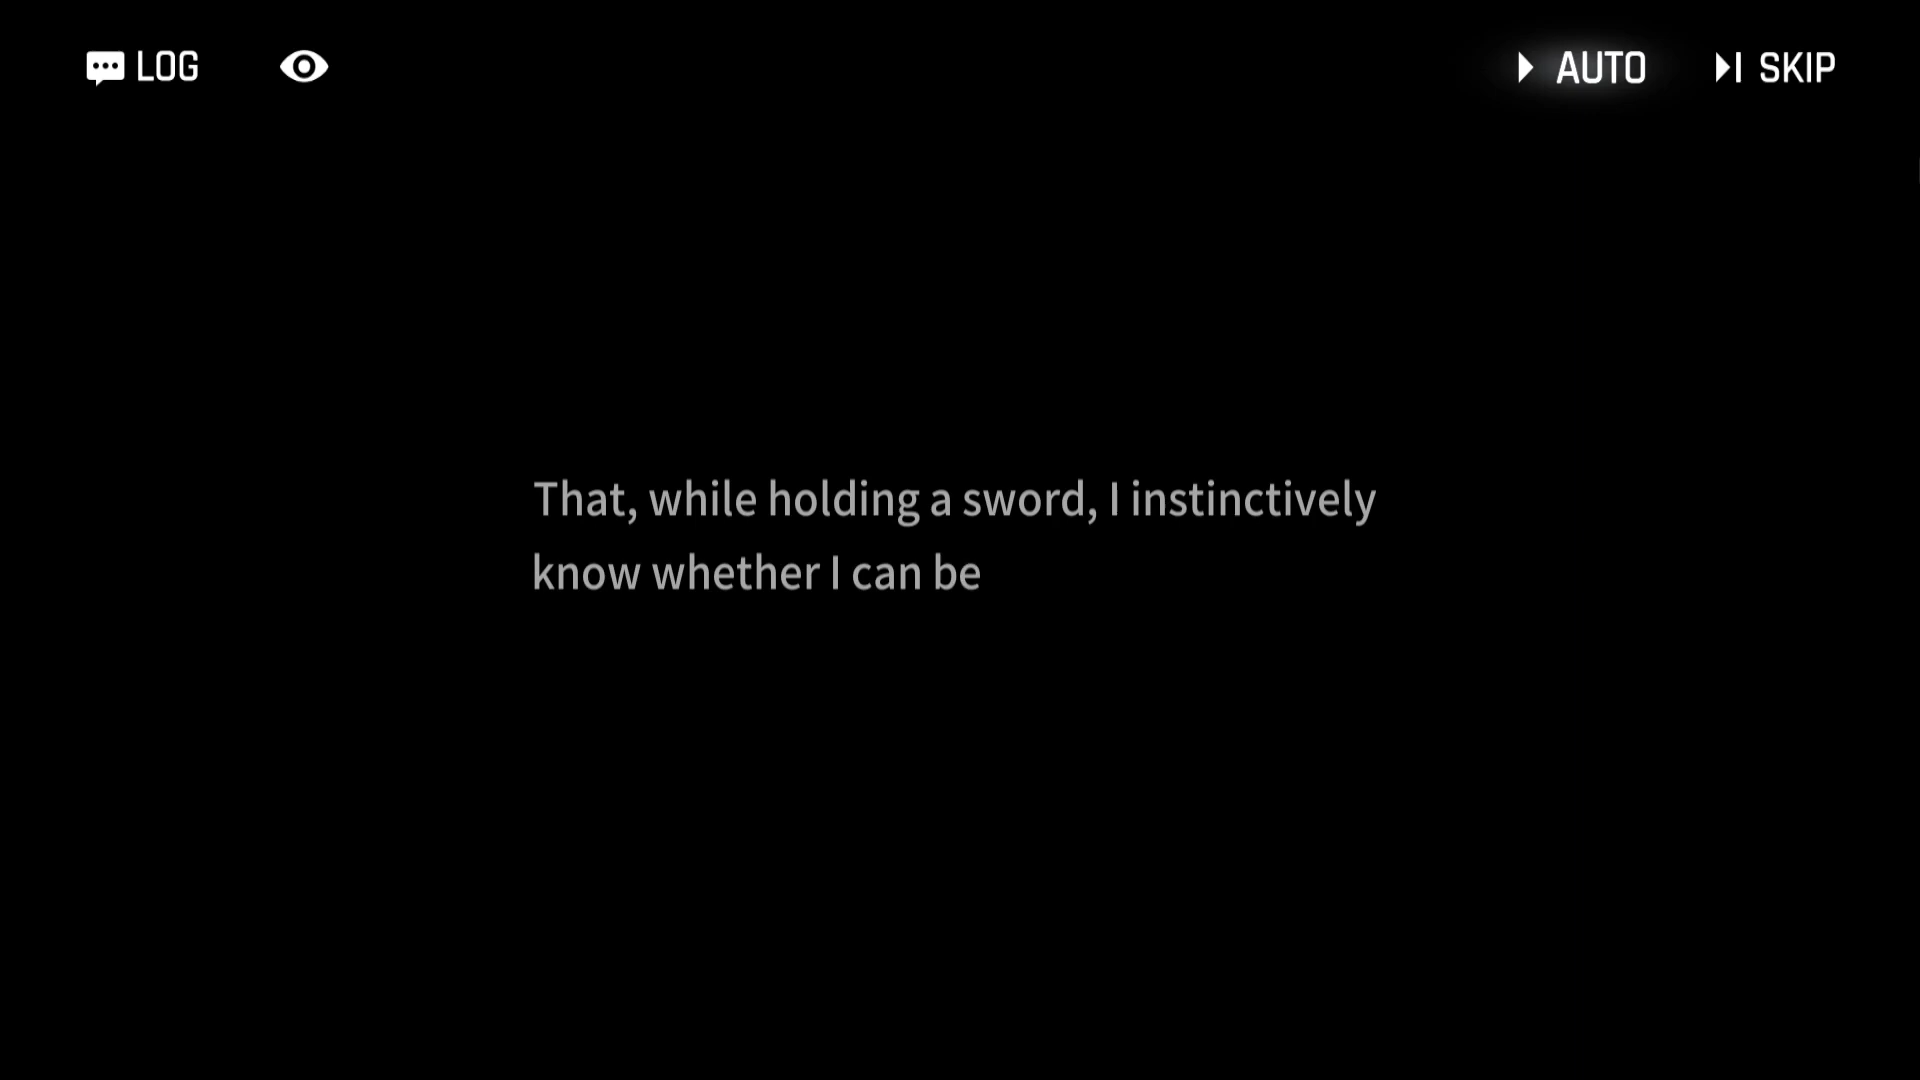 LOG
AUTO
SKIP
That, while holding a sword, I instinctively
know whether I can be